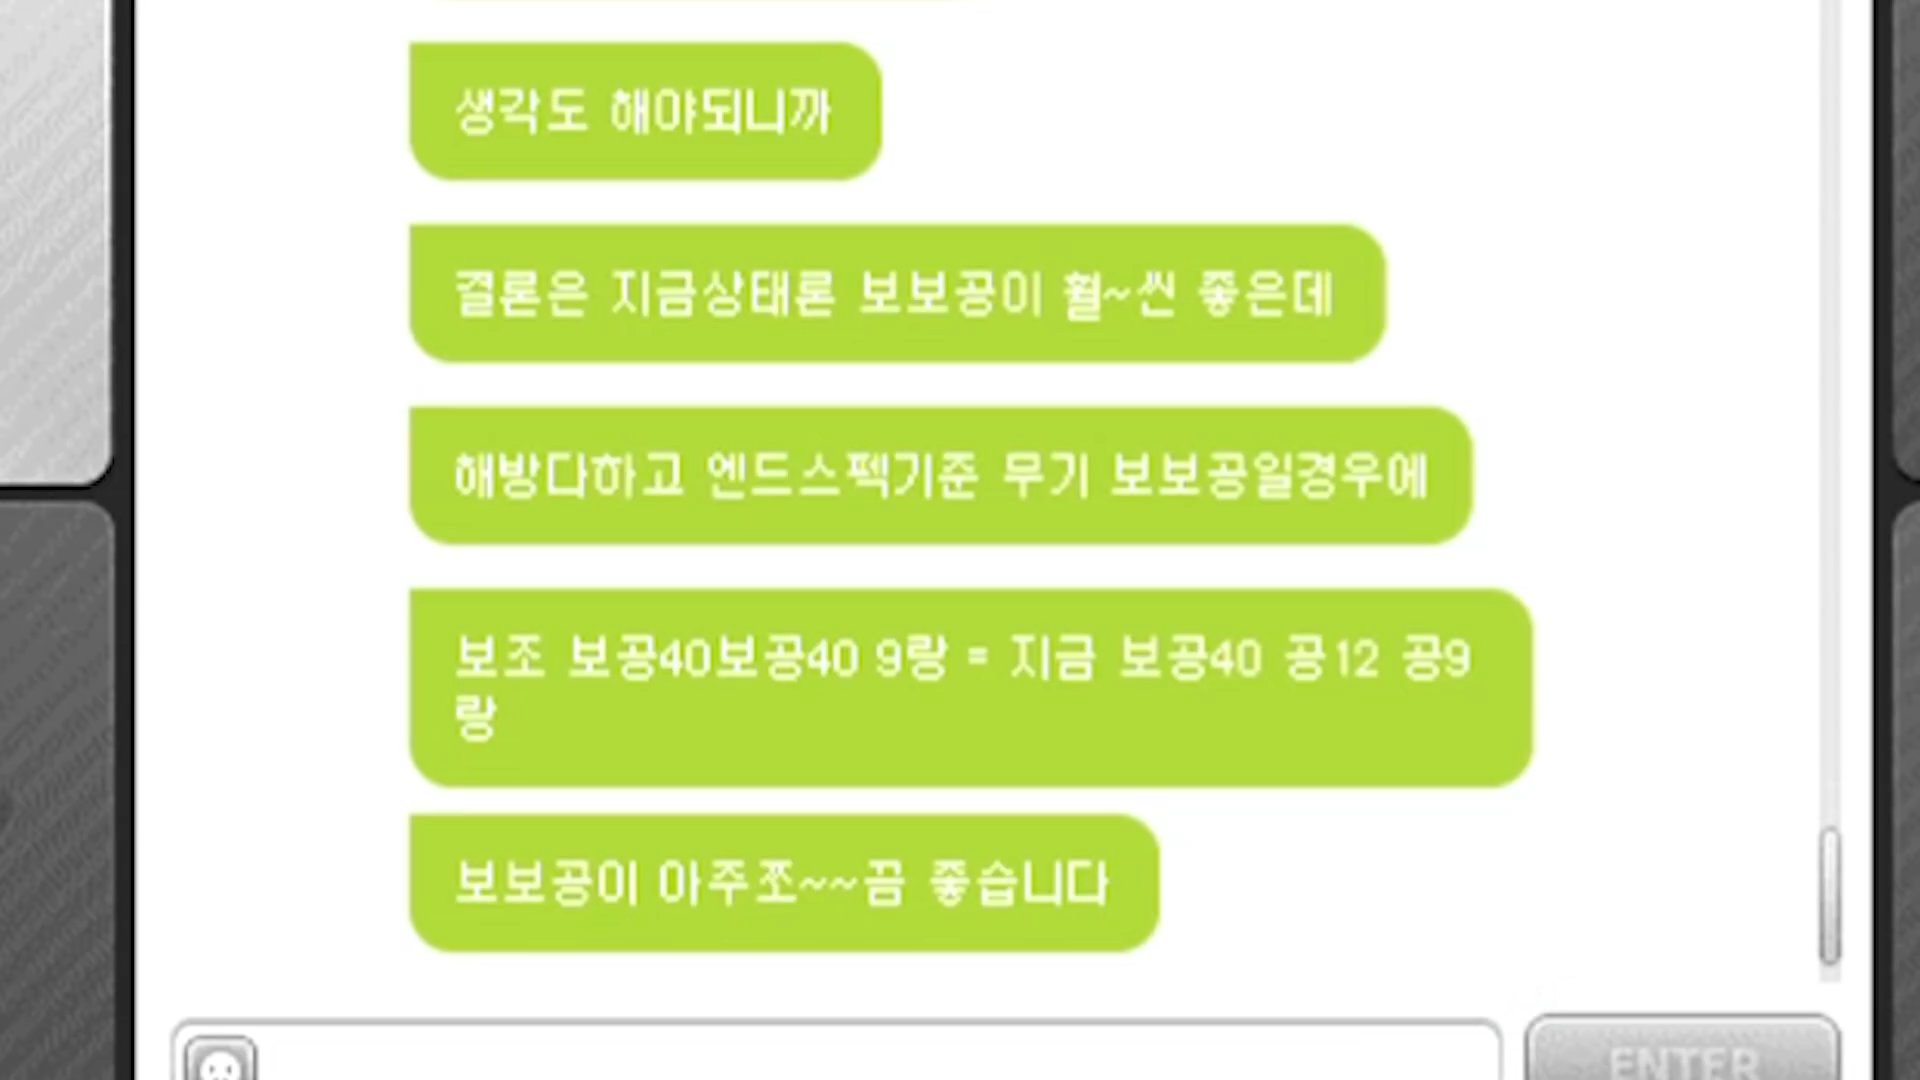 생각도 해야되니까
결론은 지금상태론 보보공이 훨~씬 좋은데
해방다하고 엔드스펙기준 무기 보보공일경우에
보조 보공40보공40 9랑 = 지금 보공40 공12 공9
랑
보보공이 아주쪼~~끔 좋습니다
ENTER